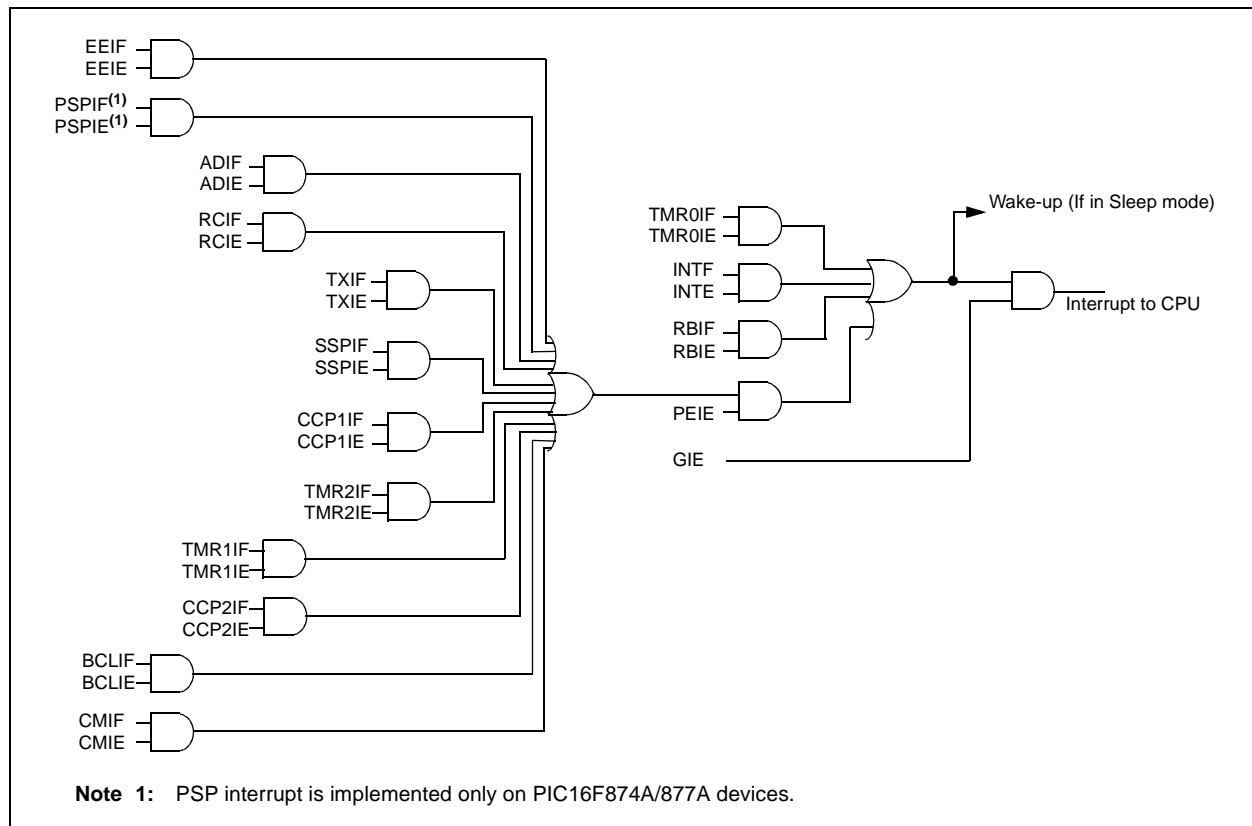 EEIF
EEIE
PSPIF(1)
PSPIE(1)
ADIF
ADIE
RCIF
RCIE
TXIF
TXIE
SSPIF
SSPIE
CCP1IF
CCP1IE
TMR2IF
TMR2IE
TMR1IF
TMR1IE
CCP2IF
CCP2IE
BCLIF
BCLIE
CMIF
CMIE
TMR0IF
TMR0IE
INTF
INTE
RBIF
RBIE
PEIE
GIE
Wake-up (If in Sleep mode)
Interrupt to CPU
Note 1: PSP interrupt is implemented only on PIC16F874A/877A devices.